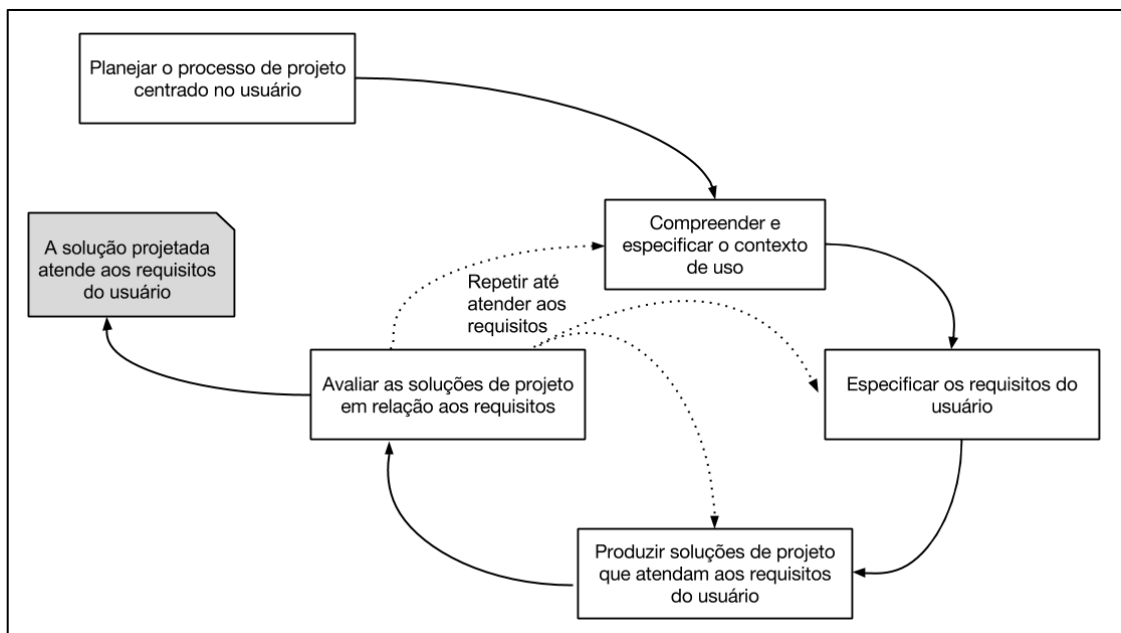 Planejar o processo de projeto
centrado no usuário
Compreender e
especificar o contexto
de uso
A solução projetada
atende aos requisitos
do usuário
Repetir até
atender aos
requisitos
Avaliar as soluções de projeto
em relação aos requisitos
Especificar os requisitos do
usuário
Produzir soluções de projeto
que atendam aos requisitos
do usuário